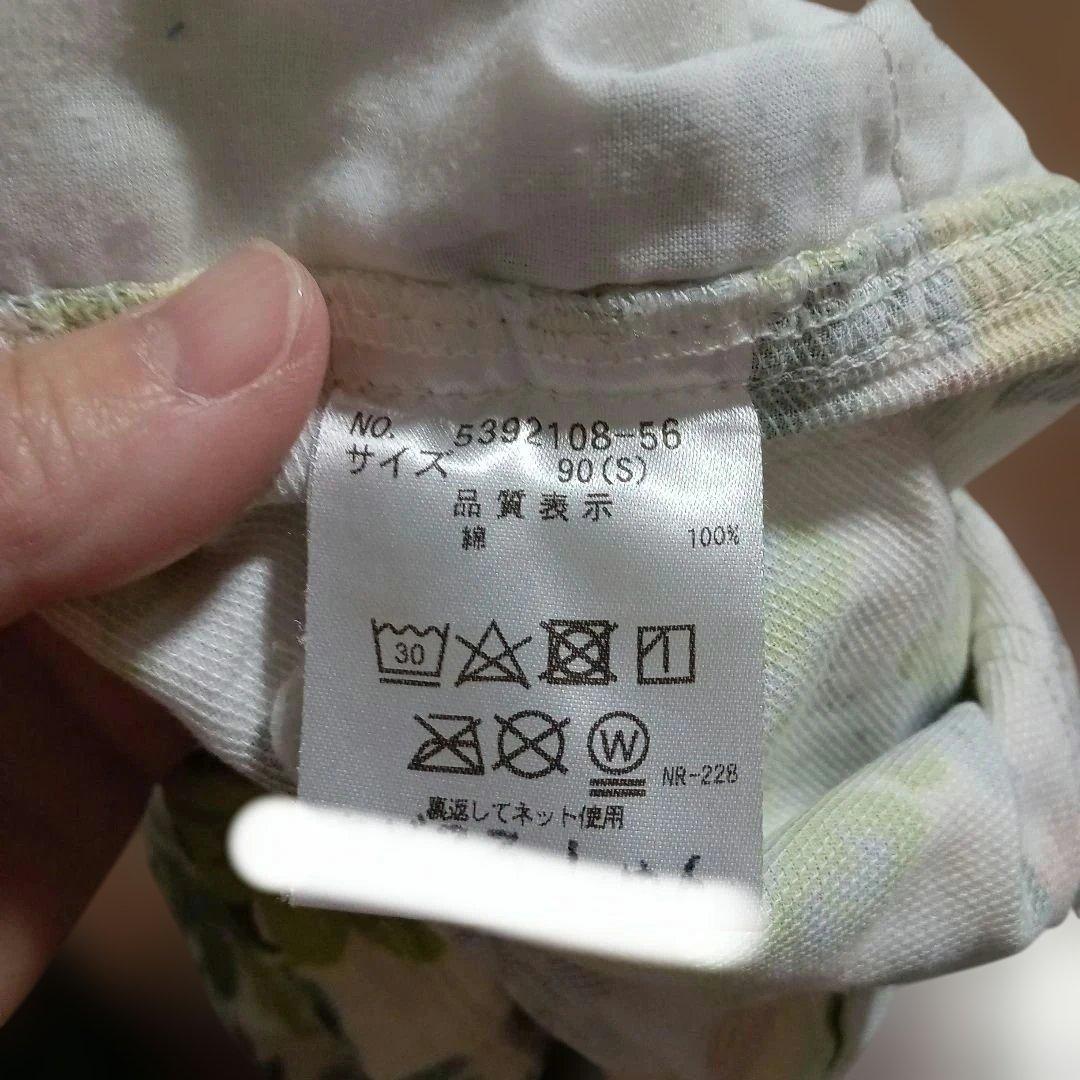 NO. 5392108-56
サイズ 90(S)
品質表示
綿 100%
30
W
NR-228
裏返してネット使用